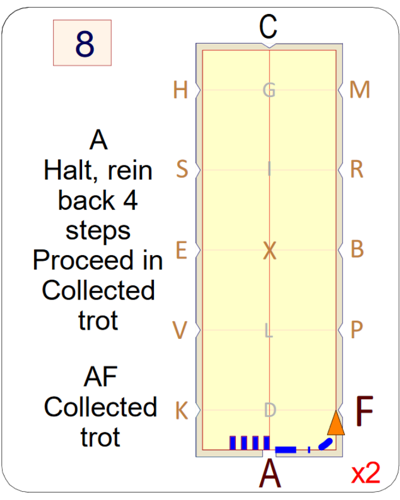 8
C
H G M
A
Halt, rein
back 4
steps
Proceed in
Collected
trot
S I R
E X B
V L P
AF
Collected
trot
K D F
A
x2